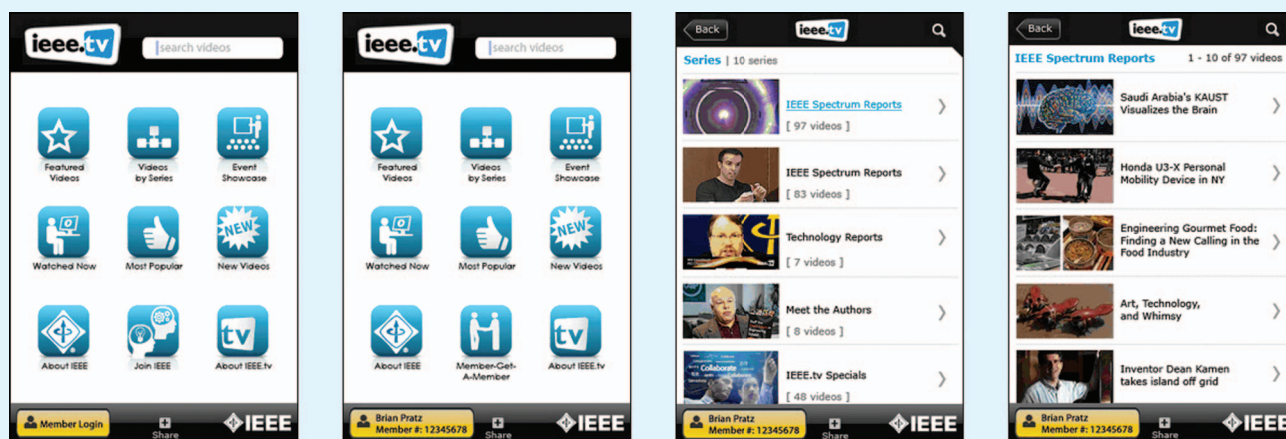 ieee.tv
search videos
Featured
Videos
Videos
by Series
Event
Showcase
Watched Now
Most Popular
NEW
New Videos
About IEEE
Join IEEE
tv
About IEEE.tv
Member Login
Share
IEEE
ieee.tv
search videos
Featured
Videos
Videos
by Series
Event
Showcase
Watched Now
Most Popular
NEW
New Videos
About IEEE
Member-Get-
A-Member
tv
About IEEE.tv
Brian Pratz
Member #: 12345678
Share
IEEE
Back
ieee.tv
Series | 10 series
IEEE Spectrum Reports
[ 97 videos ]
IEEE Spectrum Reports
[ 83 videos ]
Technology Reports
[ 7 videos ]
Meet the Authors
[ 8 videos ]
Collaborate
IEEE.tv Specials
[ 48 videos ]
Brian Pratz
Member #: 12345678
Share
IEEE
Back
ieee.tv
IEEE Spectrum Reports 1 - 10 of 97 videos
Saudi Arabia's KAUST
Visualizes the Brain
Honda U3-X Personal
Mobility Device in NY
Engineering Gourmet Food:
Finding a New Calling in the
Food Industry
Art, Technology,
and Whimsy
Inventor Dean Kamen
takes island off grid
Brian Pratz
Member #: 12345678
Share
IEEE